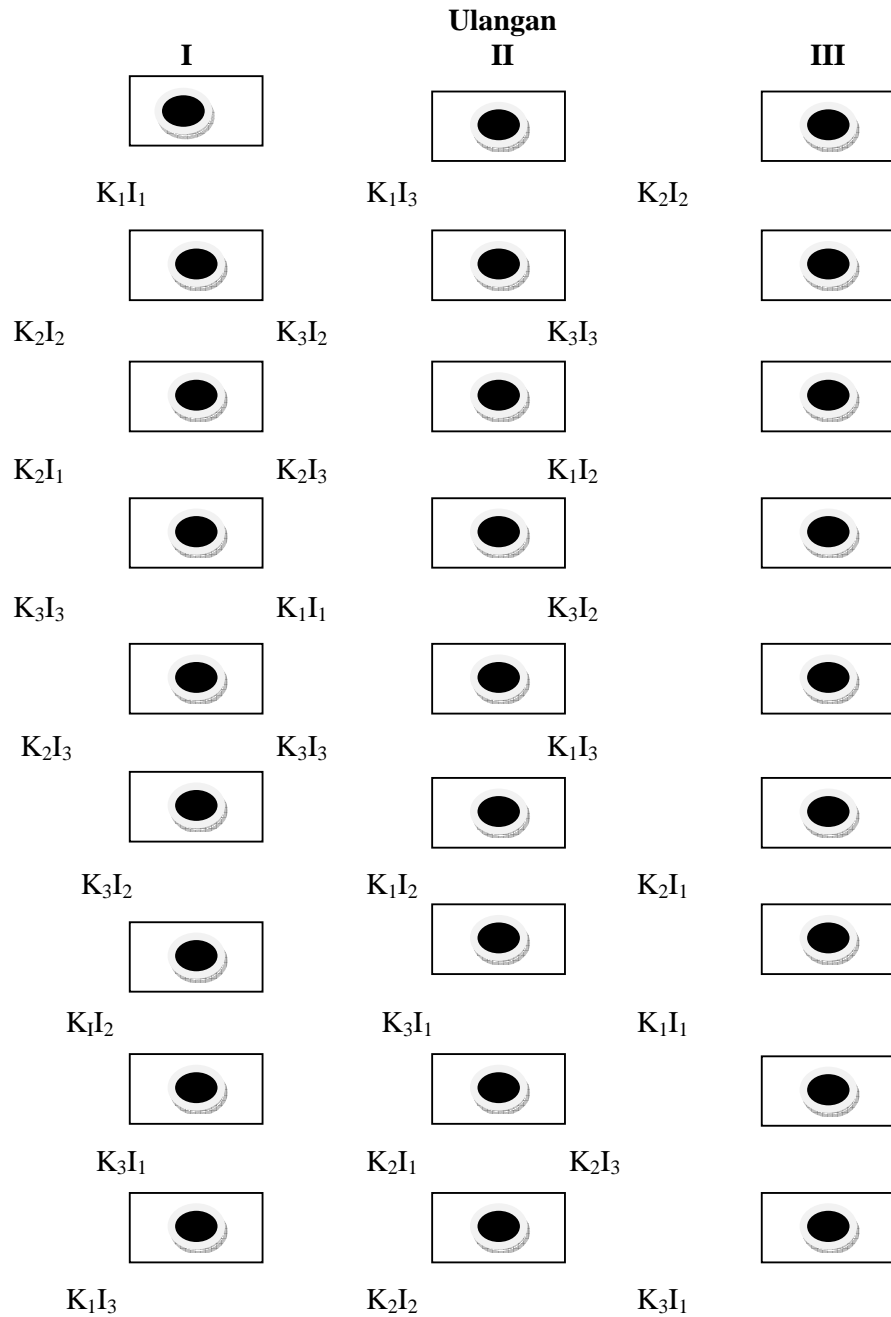 Ulangan
I II III
K₁I₁ K₁I₃ K₂I₂
K₂I₂ K₃I₂ K₃I₃
K₂I₁ K₂I₃ K₁I₂
K₃I₃ K₁I₁ K₃I₂
K₂I₃ K₃I₃ K₁I₃
K₃I₂ K₁I₂ K₂I₁
KII₂ K₃I₁ K₁I₁
K₃I₁ K₂I₁ K₂I₃
K₁I₃ K₂I₂ K₃I₁